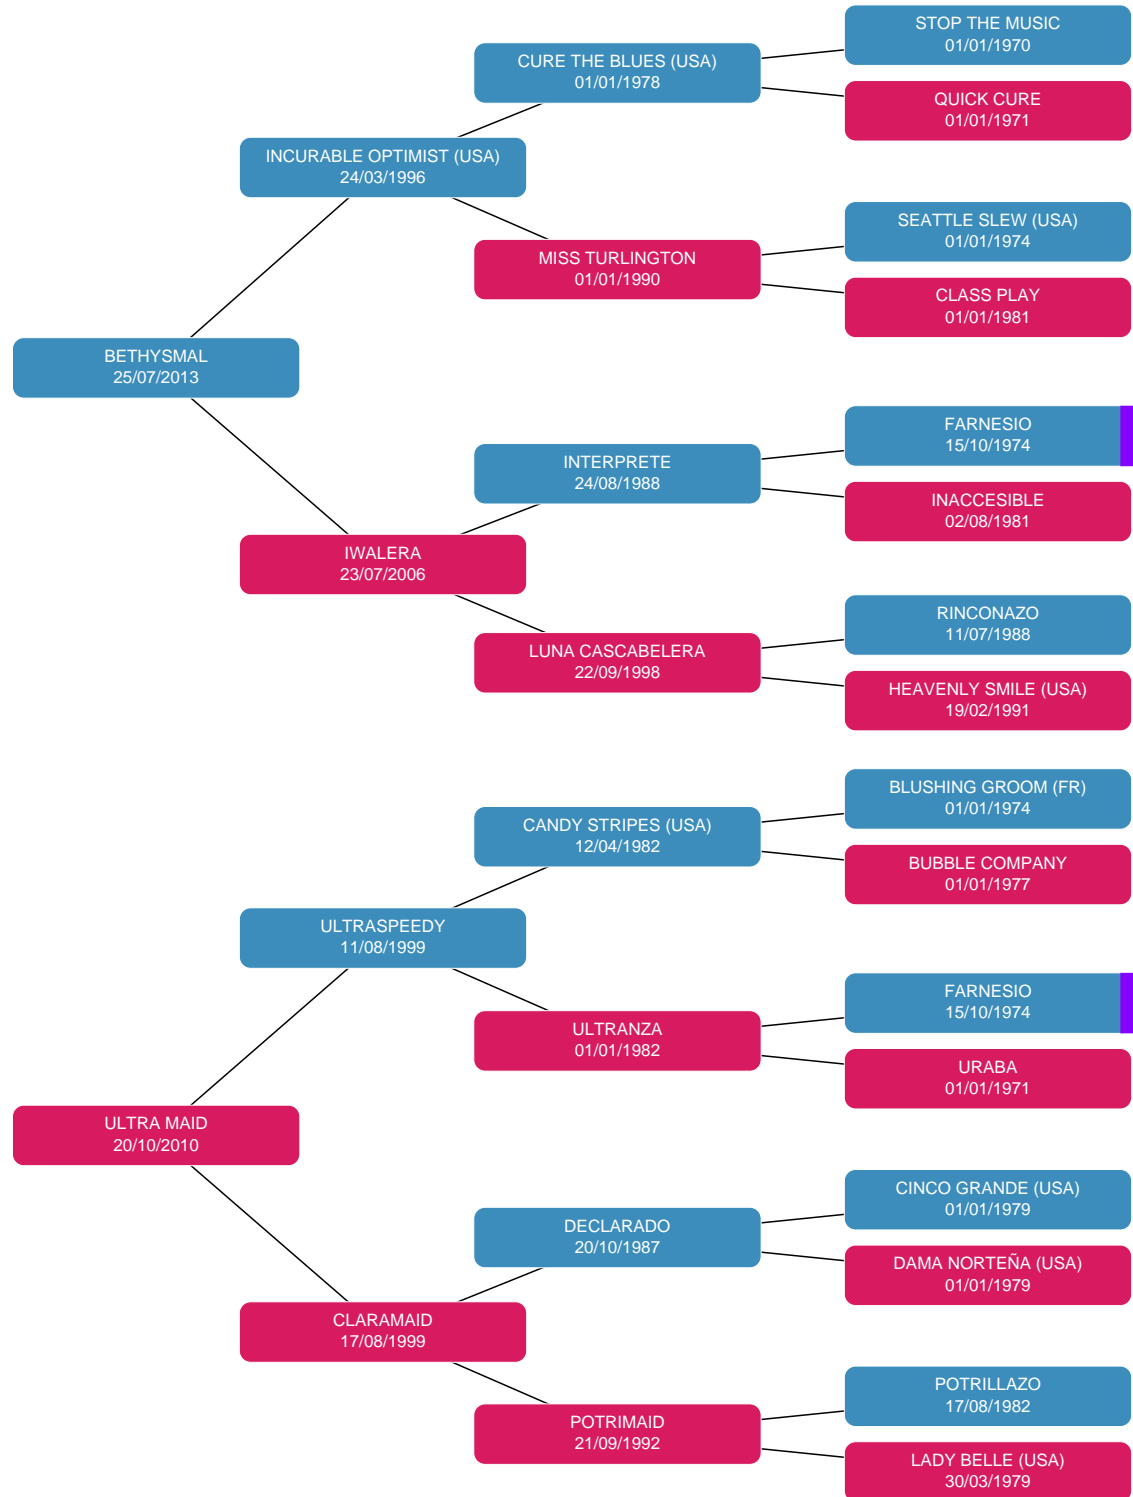 STOP THE MUSIC
01/01/1970
CURE THE BLUES (USA)
01/01/1978
QUICK CURE
01/01/1971
INCURABLE OPTIMIST (USA)
24/03/1996
SEATTLE SLEW (USA)
01/01/1974
MISS TURLINGTON
01/01/1990
CLASS PLAY
01/01/1981
BETHYSMAL
25/07/2013
FARNESIO
15/10/1974
INTERPRETE
24/08/1988
INACCESIBLE
02/08/1981
IWALERA
23/07/2006
RINCONAZO
11/07/1988
LUNA CASCABELERA
22/09/1998
HEAVENLY SMILE (USA)
19/02/1991
BLUSHING GROOM (FR)
01/01/1974
CANDY STRIPES (USA)
12/04/1982
BUBBLE COMPANY
01/01/1977
ULTRASPEEDY
11/08/1999
FARNESIO
15/10/1974
ULTRANZA
01/01/1982
URABA
01/01/1971
ULTRA MAID
20/10/2010
CINCO GRANDE (USA)
01/01/1979
DECLARADO
20/10/1987
DAMA NORTEÑA (USA)
01/01/1979
CLARAMAID
17/08/1999
POTRILLAZO
17/08/1982
POTRIMAID
21/09/1992
LADY BELLE (USA)
30/03/1979